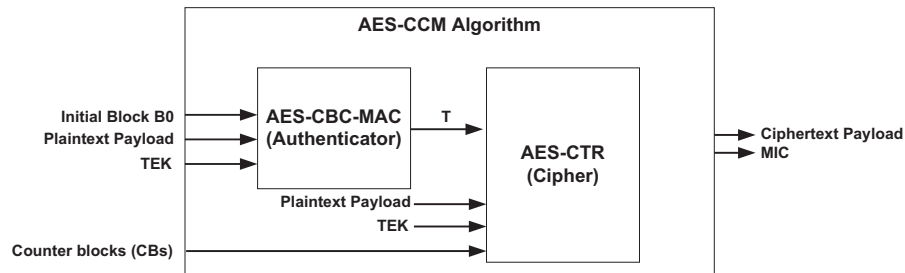 AES-CCM Algorithm
Initial Block B0
Plaintext Payload
TEK
AES-CBC-MAC
(Authenticator)
T
AES-CTR
(Cipher)
Plaintext Payload
TEK
Counter blocks (CBs)
Ciphertext Payload
MIC